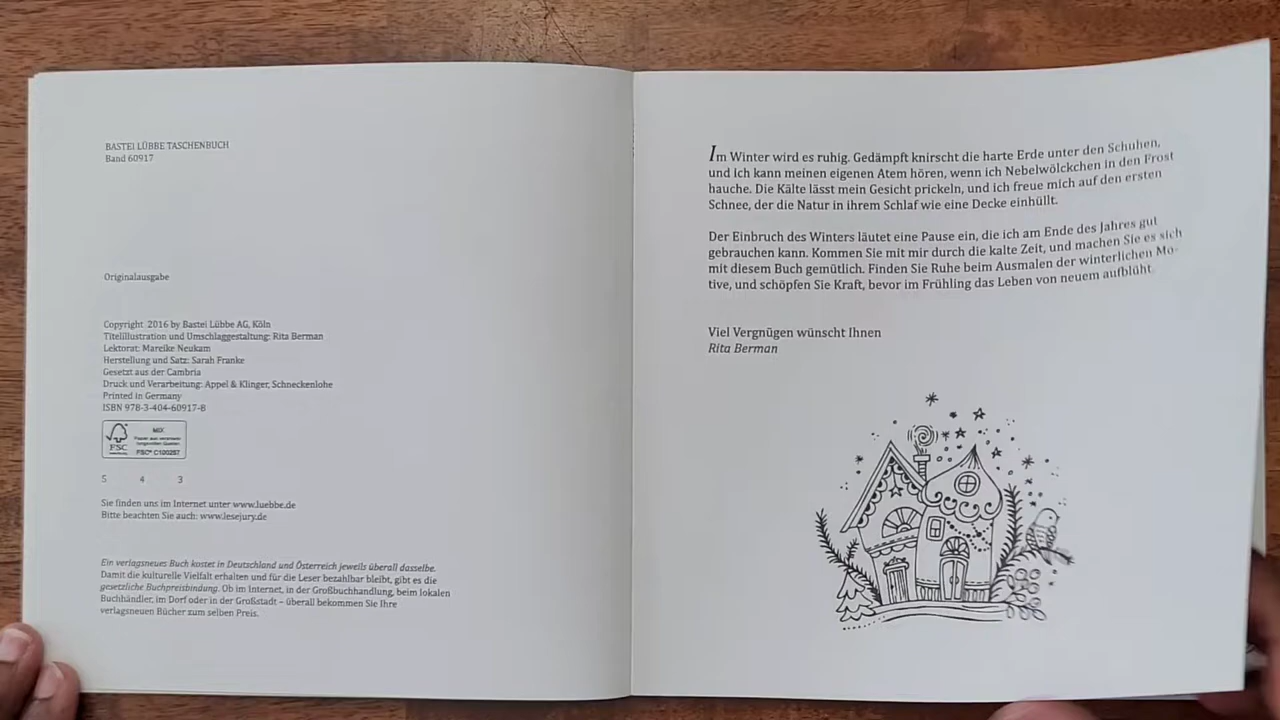 BASTEI LÜBBE TASCHENBUCH
Band 60917
Originalausgabe
Copyright 2016 by Bastei Lübbe AG, Köln
Titelillustration und Umschlaggestaltung: Rita Berman
Lektorat: Mareike Neukam
Herstellung und Satz: Sarah Franke
Gesetzt aus der Cambria
Druck und Verarbeitung: Appel & Klinger, Schneckenlohe
Printed in Germany
ISBN 978-3-404-60917-8
MIX
Papier aus verantwor-
tungsvollen Quellen
FSC
FSC® C100257
5 4 3
Sie finden uns im Internet unter www.luebbe.de
Bitte beachten Sie auch: www.lesejury.de
Ein verlagsneues Buch kostet in Deutschland und Österreich jeweils überall dasselbe.
Damit die kulturelle Vielfalt erhalten und für die Leser bezahlbar bleibt, gibt es die
gesetzliche Buchpreisbindung. Ob im Internet, in der Großbuchhandlung, beim lokalen
Buchhändler, im Dorf oder in der Großstadt – überall bekommen Sie Ihre
verlagsneuen Bücher zum selben Preis.
Im Winter wird es ruhig. Gedämpft knirscht die harte Erde unter den Schuhen,
und ich kann meinen eigenen Atem hören, wenn ich Nebelwölckchen in den Frost
hauche. Die Kälte lässt mein Gesicht prickeln, und ich freue mich auf den ersten
Schnee, der die Natur in ihrem Schlaf wie eine Decke einhüllt.
Der Einbruch des Winters läutet eine Pause ein, die ich am Ende des Jahres gut
gebrauchen kann. Kommen Sie mit mir durch die kalte Zeit, und machen Sie es sich
mit diesem Buch gemütlich. Finden Sie Ruhe beim Ausmalen der winterlichen Mo-
tive, und schöpfen Sie Kraft, bevor im Frühling das Leben von neuem aufblüht.
Viel Vergnügen wünscht Ihnen
Rita Berman